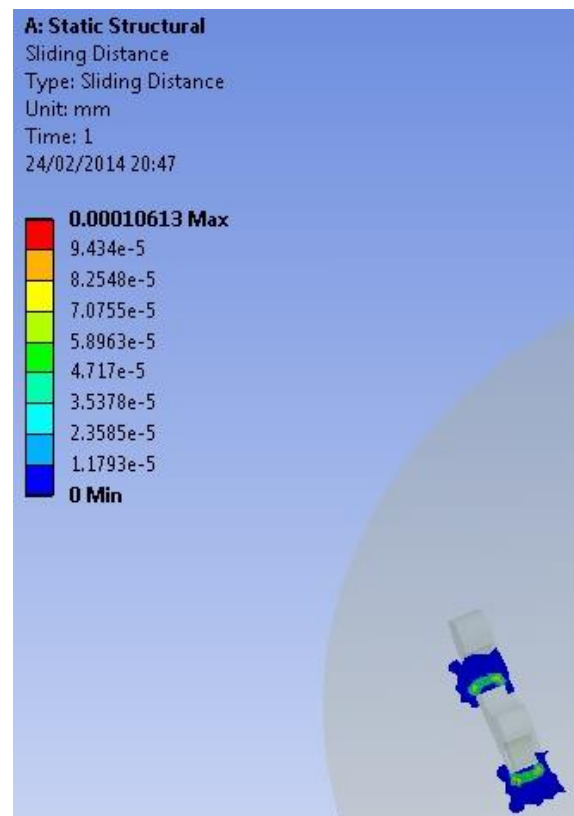 A: Static Structural
Sliding Distance
Type: Sliding Distance
Unit: mm
Time: 1
24/02/2014 20:47
0.00010613 Max
9.434e-5
8.2548e-5
7.0755e-5
5.8963e-5
4.717e-5
3.5378e-5
2.3585e-5
1.1793e-5
0 Min